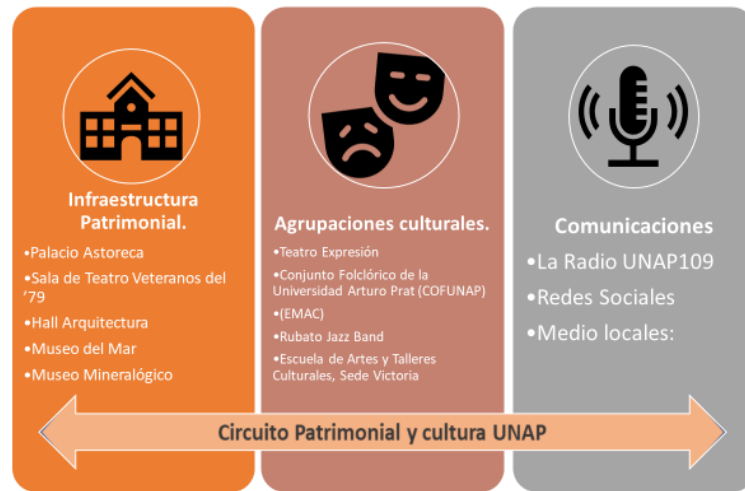 Infraestructura
Patrimonial.
•Palacio Astoreca
•Sala de Teatro Veteranos del
'79
•Hall Arquitectura
•Museo del Mar
•Museo Mineralógico
Agrupaciones culturales.
•Teatro Expresión
•Conjunto Folclórico de la
Universidad Arturo Prat (COFUNAP)
•(EMAC)
•Rubato Jazz Band
•Escuela de Artes y Talleres
Culturales, Sede Victoria
Comunicaciones
•La Radio UNAP109
•Redes Sociales
•Medio locales:
Circuito Patrimonial y cultura UNAP